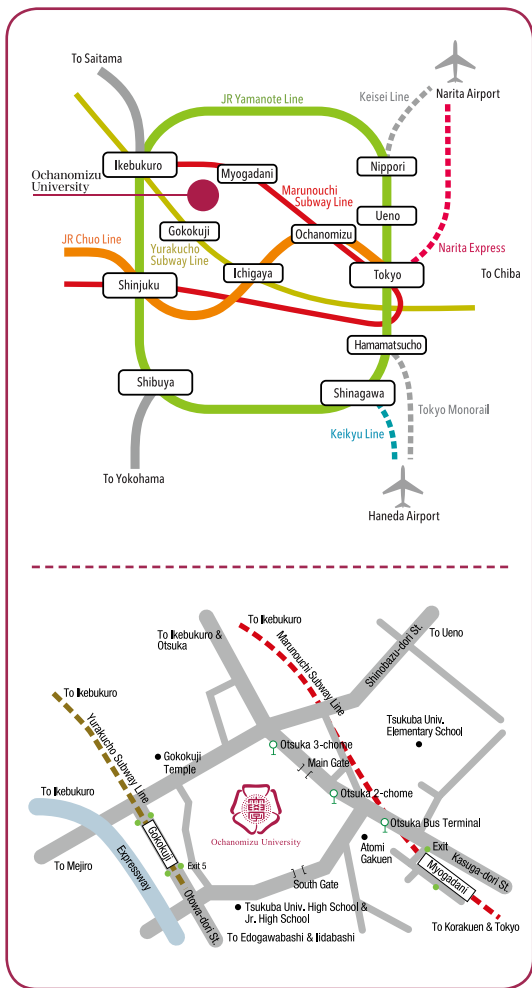 To Saitama
JR Yamanote Line
Keisei Line
Narita Airport
Ikebukuro
Myogadani
Nippori
Ochanomizu
University
Marunouchi
Subway Line
Ueno
Gokokuji
Ochanomizu
JR Chuo Line
Yurakucho
Subway Line
Narita Express
Ichigaya
Tokyo
To Chiba
Shinjuku
Hamamatsucho
Shibuya
Shinagawa
Tokyo Monorail
Keikyu Line
To Yokohama
Haneda Airport
To Ikebukuro
To Ikebukuro &
Otsuka
Marunouchi Subway Line
Shinobazu-dori St.
To Ueno
To Ikebukuro
Yurakucho Subway Line
Tsukuba Univ.
Elementary School
Otsuka 3-chome
Gokokuji
Temple
Main Gate
To Ikebukuro
Otsuka 2-chome
Otsuka Bus Terminal
Ochanomizu University
Gokokuji
Exit 5
Atomi
Gakuen
Exit
Kasuga-dori St.
To Mejiro
Expressway
Myogadani
South Gate
Otowa-dori St.
Tsukuba Univ. High School &
Jr. High School
To Korakuen & Tokyo
To Edogawabashi & Iidabashi